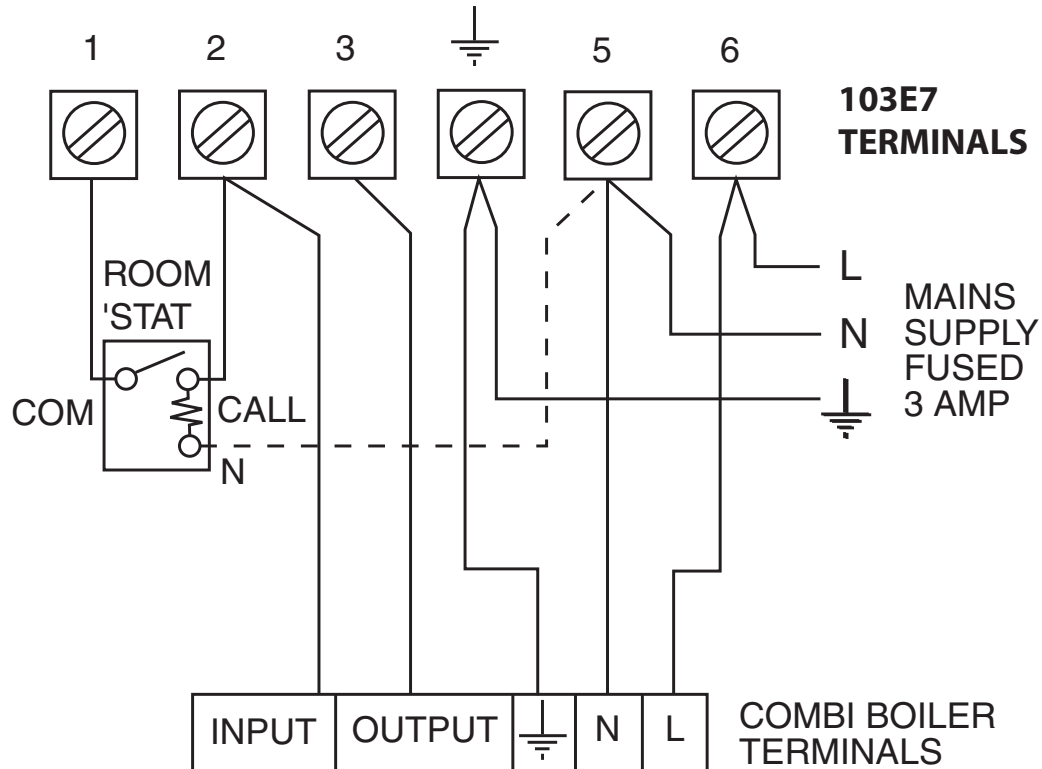 1 2 3 5 6
103E7
TERMINALS
ROOM
'STAT
COM
CALL
N
L
N
MAINS
SUPPLY
FUSED
3 AMP
INPUT OUTPUT N L
COMBI BOILER
TERMINALS